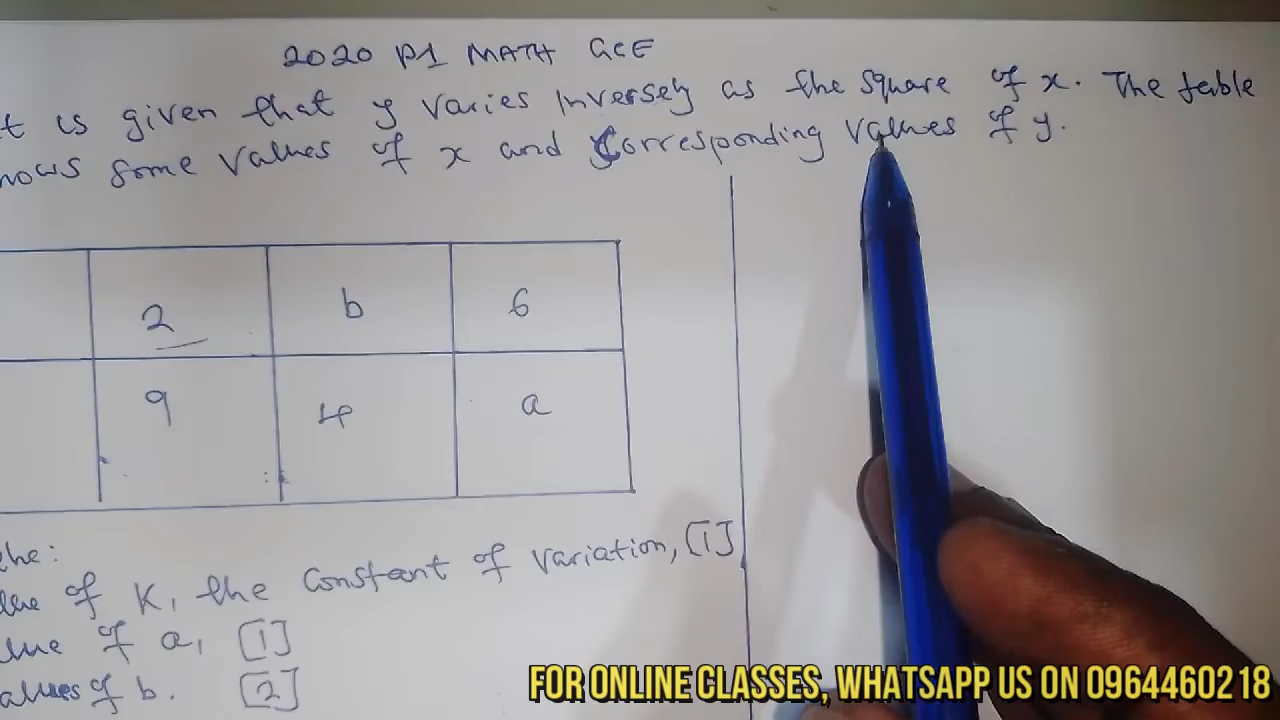 2020 P1 MATH GCE
t is given that y varies inversely as the square of x. The table
hows some values of x and corresponding values of y.
2 b 6
9 4 a
the:
lue of K, the constant of variation, [1]
lue of a, [1]
alues of b. [2]
FOR ONLINE CLASSES, WHATSAPP US ON 0964460218